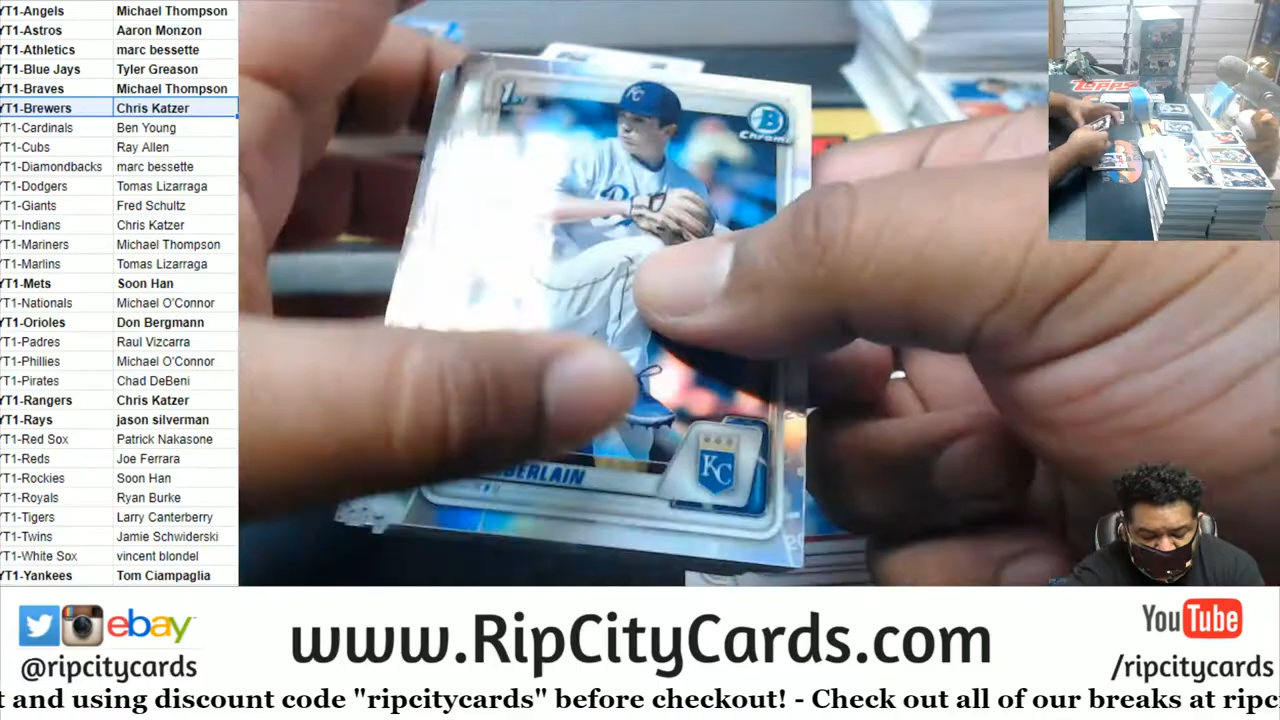 YT1-Angels Michael Thompson
YT1-Astros Aaron Monzon
YT1-Athletics marc bessette
YT1-Blue Jays Tyler Greason
YT1-Braves Michael Thompson
YT1-Brewers Chris Katzer
YT1-Cardinals Ben Young
YT1-Cubs Ray Allen
YT1-Diamondbacks marc bessette
YT1-Dodgers Tomas Lizarraga
YT1-Giants Fred Schultz
YT1-Indians Chris Katzer
YT1-Mariners Michael Thompson
YT1-Marlins Tomas Lizarraga
YT1-Mets Soon Han
YT1-Nationals Michael O'Connor
YT1-Orioles Don Bergmann
YT1-Padres Raul Vizcarra
YT1-Phillies Michael O'Connor
YT1-Pirates Chad DeBeni
YT1-Rangers Chris Katzer
YT1-Rays jason silverman
YT1-Red Sox Patrick Nakasone
YT1-Reds Joe Ferrara
YT1-Rockies Soon Han
YT1-Royals Ryan Burke
YT1-Tigers Larry Canterberry
YT1-Twins Jamie Schwiderski
YT1-White Sox vincent blondel
YT1-Yankees Tom Ciampaglia
1st
KC
B
Chrome
BERLAIN
KC
Topps
ebay
@ripcitycards
www.RipCityCards.com
YouTube
/ripcitycards
t and using discount code "ripcitycards" before checkout! - Check out all of our breaks at ripc